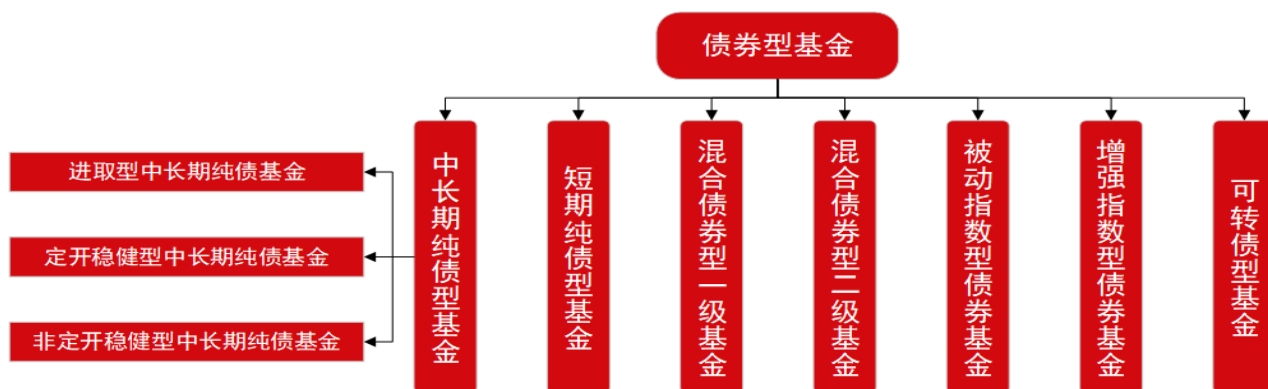 债券型基金
进取型中长期纯债基金
定开稳健型中长期纯债基金
非定开稳健型中长期纯债基金
中长期纯债型基金
短期纯债型基金
混合债券型一级基金
混合债券型二级基金
被动指数型债券基金
增强指数型债券基金
可转债型基金